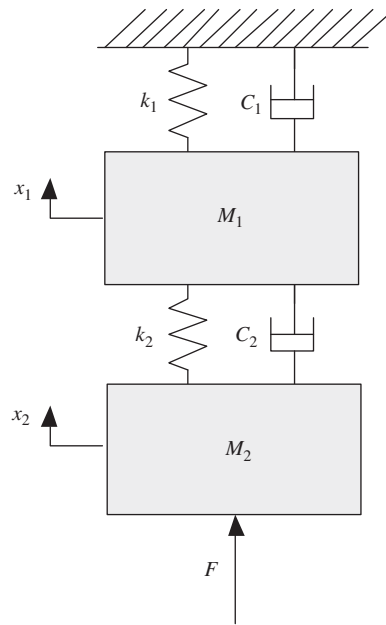 k₁ C₁
x₁ M₁
k₂ C₂
x₂ M₂
F